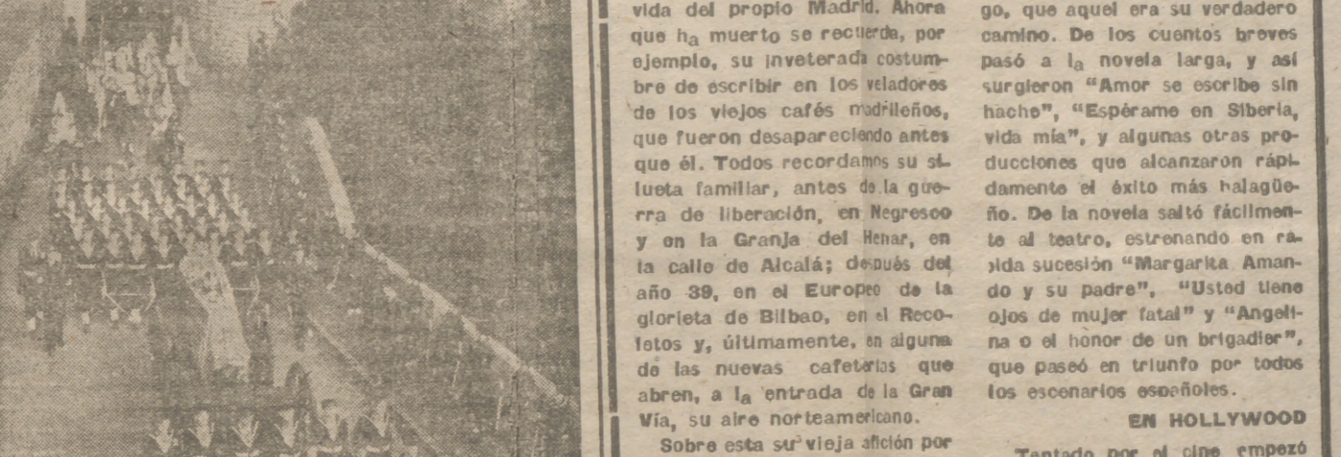 vida del propio Madrid. Ahora
que ha muerto se recuerda, por
ejemplo, su inveterada costum-
bre de escribir en los veladores
de los viejos cafés madrileños,
que fueron desapareciendo antes
que él. Todos recordamos su si-
lueta familiar, antes de la gue-
rra de liberación, en Negresco
y en la Granja del Henar, en
la calle de Alcalá; después del
año 39, en el Europeo de la
glorieta de Bilbao, en el Reco-
letos y, últimamente, en alguna
de las nuevas cafeterías que
abren, a la entrada de la Gran
Vía, su aire norteamericano.
Sobre esta su vieja afición por
go, que aquel era su verdadero
camino. De los cuentos breves
pasó a la novela larga, y así
surgieron “Amor se escribe sin
hache”, “Espérame en Siberia,
vida mía”, y algunas otras pro-
ducciones que alcanzaron rápi-
damente el éxito más halagüe-
ño. De la novela saltó fácilmen-
te al teatro, estrenando en rá-
pida sucesión “Margarita Aman-
do y su padre”, “Usted tiene
ojos de mujer fatal” y “Angeli-
na o el honor de un brigadier”,
que paseó en triunfo por todos
los escenarios españoles.
EN HOLLYWOOD
Tentado por el cine empezó